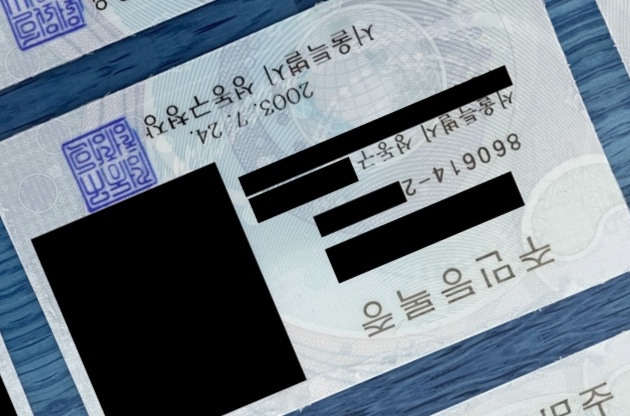 주민등록증
860614-2
서울특별시 성동구
2003.7.24.
서울특별시 성동구청장